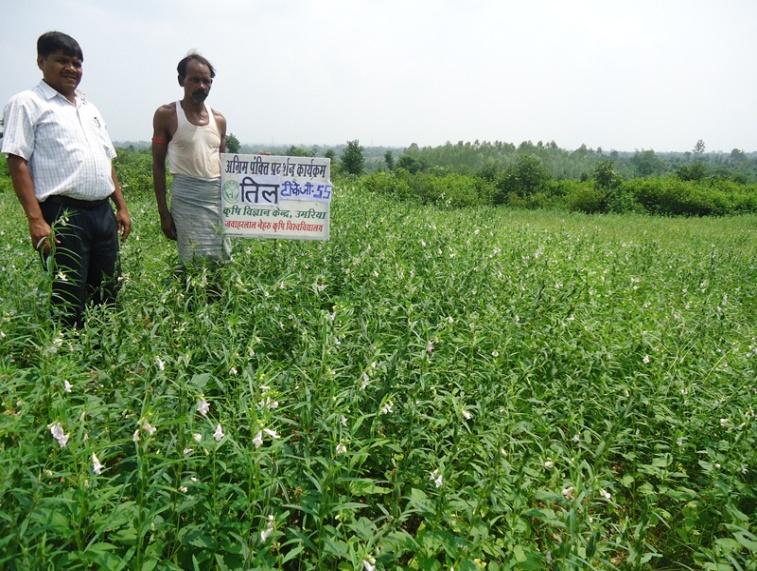 अग्रिम पंक्ति प्रदर्शन कार्यक्रम
तिल टीकेजी-55
कृषि विज्ञान केन्द्र, उमरिया
जवाहरलाल नेहरू कृषि विश्वविद्यालय